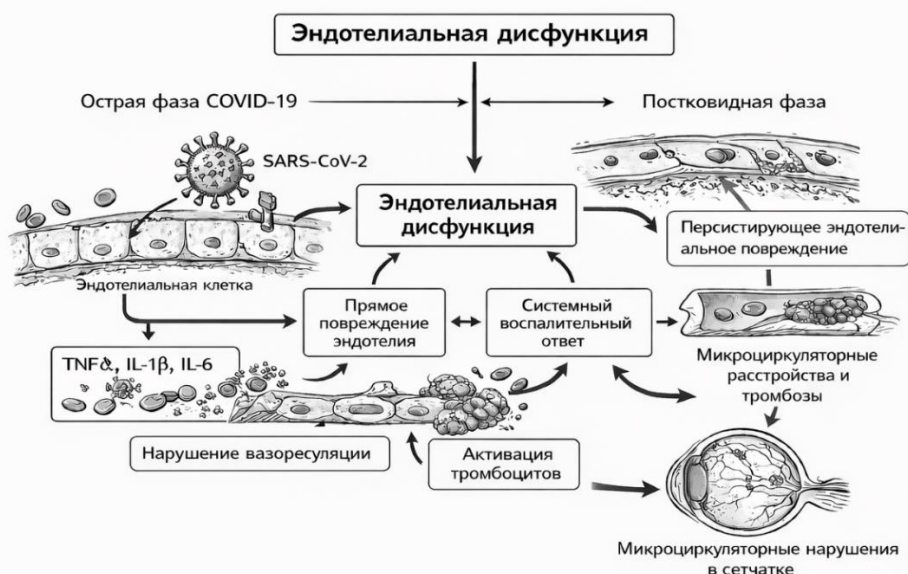 Эндотелиальная дисфункция
Острая фаза COVID-19
Постковидная фаза
SARS-CoV-2
Эндотелиальная
дисфункция
Персистирующее эндотели-
альное повреждение
Эндотелиальная клетка
Прямое
повреждение
эндотелия
Системный
воспалительный
ответ
TNFα, IL-1β, IL-6
Микроциркуляторные
расстройства и
тромбозы
Нарушение вазоресуляции
Активация
тромбоцитов
Микроциркуляторные нарушения
в сетчатке